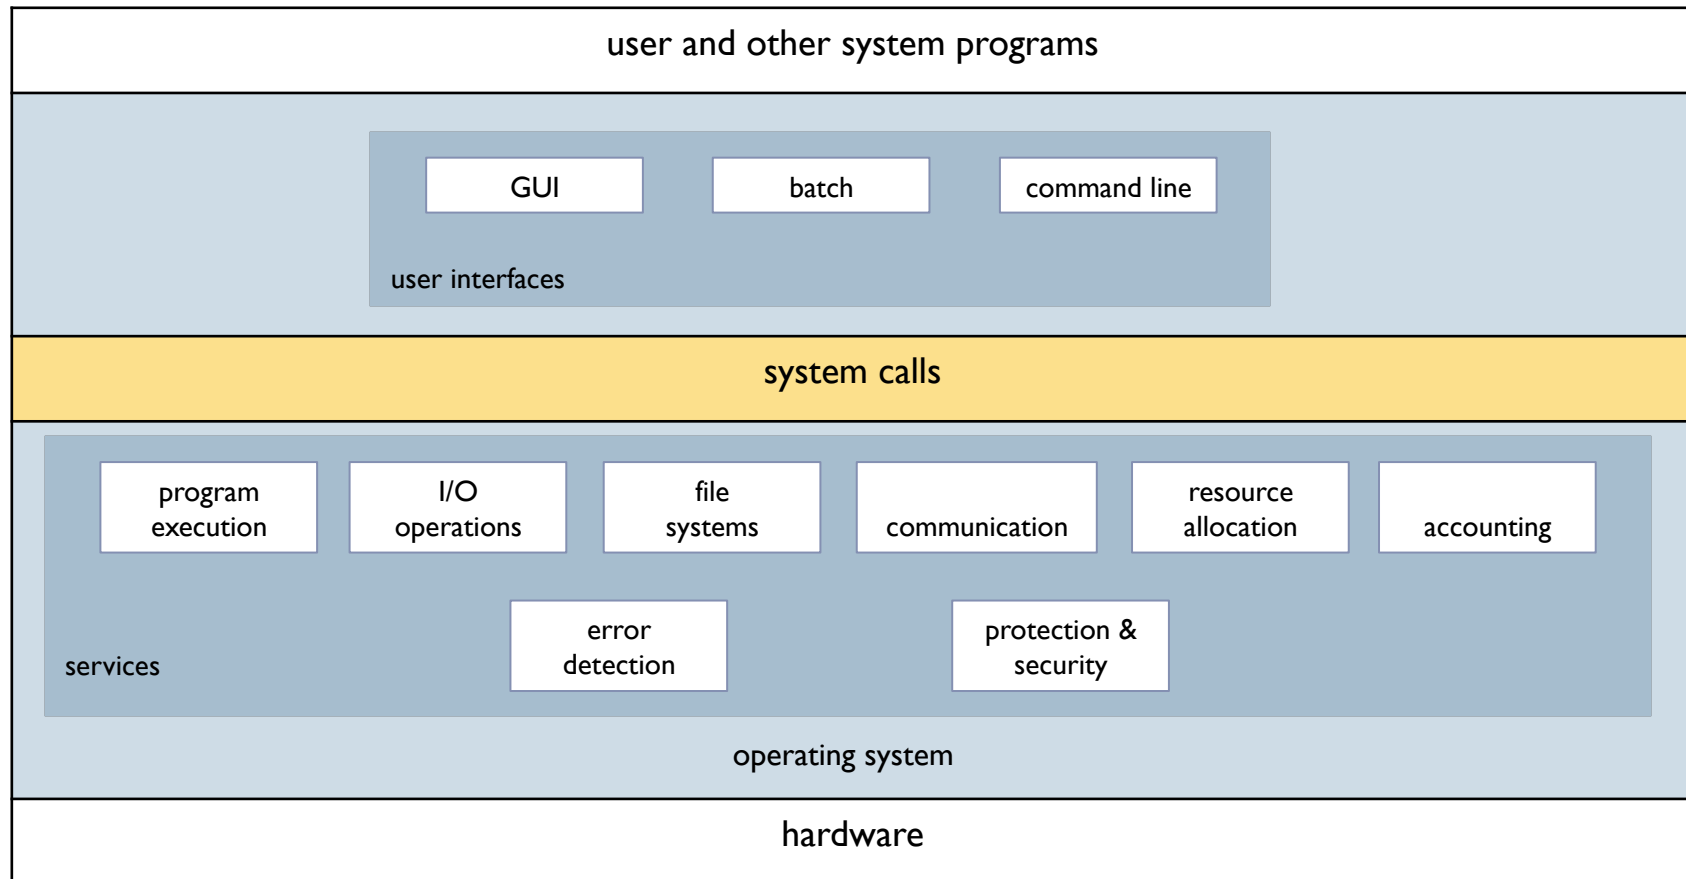 user and other system programs
GUI
batch
command line
user interfaces
system calls
program
execution
I/O
operations
file
systems
communication
resource
allocation
accounting
error
detection
protection &
security
services
operating system
hardware